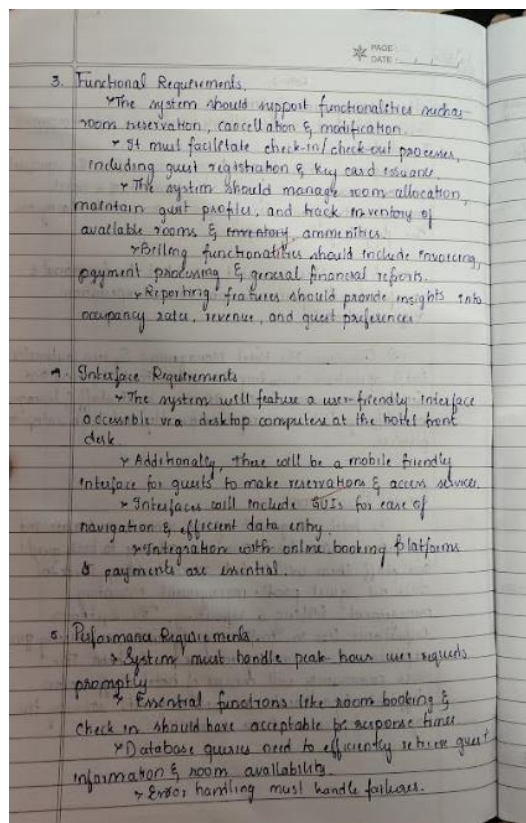 PAGE:
DATE:
3. Functional Requirements.
→ The system should support functionalities such as
room reservation, cancellation & modification.
→ It must facilitate check-in/check-out processes,
including guest registration & key card issuance.
→ The system should manage room allocation,
maintain guest profiles, and track inventory of
available rooms & inventory ammenities.
→ Billing functionalities should include invoicing,
payment processing & general financial reports.
→ Reporting features should provide insights into
occupancy rates, revenue, and guest preferences
4. Interface Requirements
→ The system will feature a user-friendly interface
accessible via desktop computers at the hotel front
desk
→ Additionally, there will be a mobile friendly
interface for guests to make reservations & access services.
→ Interfaces will include GUIs for ease of
navigation & efficient data entry.
→ Integration with online booking platforms
& payments are essential.
5. Performance Requirements.
→ System must handle peak hour user requests
promptly
→ Essential functions like room booking &
check in should have acceptable response times
→ Database queries need to efficiently retrieve guest
information & room availability.
→ Error handling must handle failures.